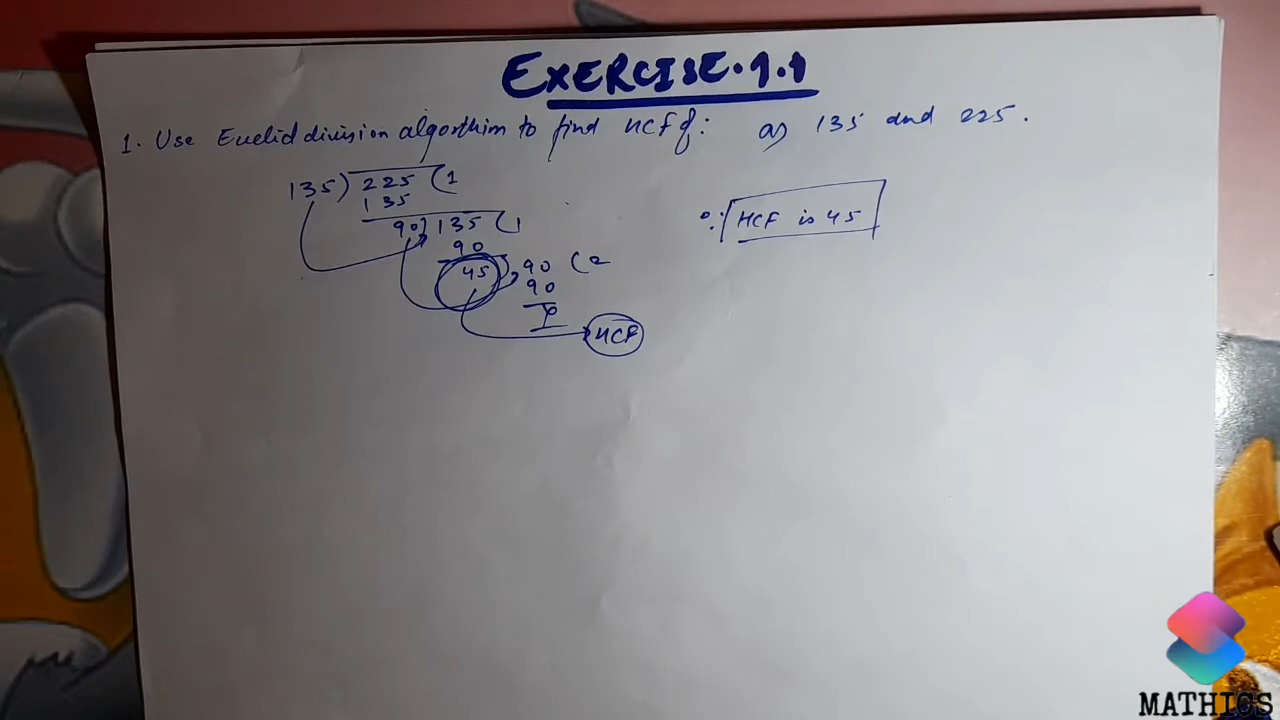 EXERCISE.1.1
1. Use Euclid division algorthim to find HCF of: a) 135 and 225.
135) 225 (1
135
90) 135 (1
90
45) 90 (2
90
0
HCF
∴ HCF is 45
MATHICS